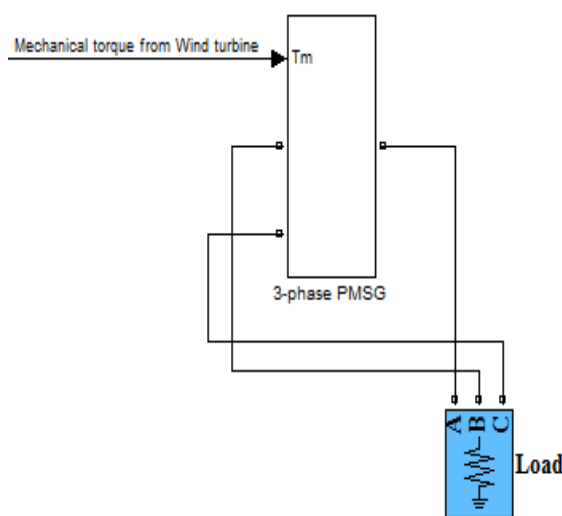 Mechanical torque from Wind turbine
Tm
3-phase PMSG
A B C
Load